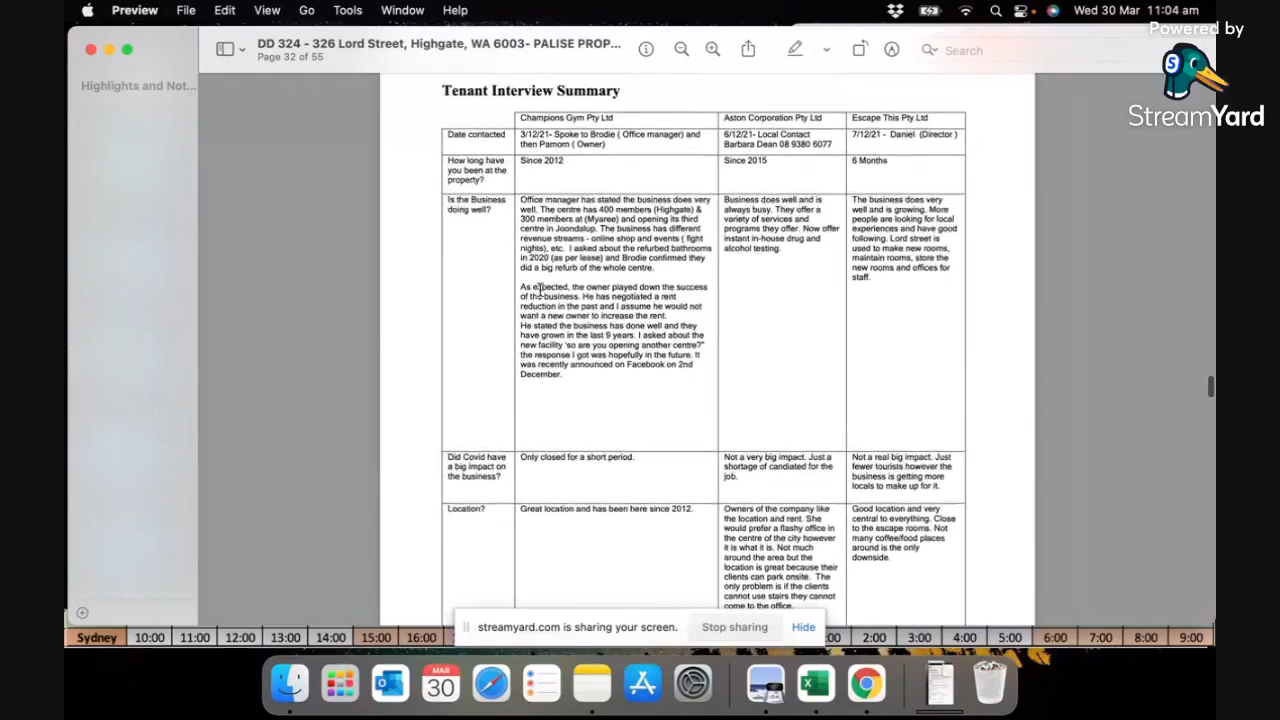 Preview File Edit View Go Tools Window Help Wed 30 Mar 11:04 am
Powered by
StreamYard
DD 324 - 326 Lord Street, Highgate, WA 6003- PALISE PROP...
Page 32 of 55
Search
Highlights and Not...
Tenant Interview Summary
Champions Gym Pty Ltd
Aston Corporation Pty Ltd
Escape This Pty Ltd
Date contacted
3/12/21- Spoke to Brodie ( Office manager) and
then Pamorn ( Owner)
6/12/21- Local Contact
Barbara Dean 08 9380 6077
7/12/21 - Daniel (Director )
How long have
you been at the
property?
Since 2012
Since 2015
6 Months
Is the Business
doing well?
Office manager has stated the business does very
well. The centre has 400 members (Highgate) &
300 members at (Myaree) and opening its third
centre in Joondalup. The business has different
revenue streams - online shop and events ( fight
nights), etc. I asked about the refurbed bathrooms
in 2020 (as per lease) and Brodie confirmed they
did a big refurb of the whole centre.
As expected, the owner played down the success
of the business. He has negotiated a rent
reduction in the past and I assume he would not
want a new owner to increase the rent.
He stated the business has done well and they
have grown in the last 9 years. I asked about the
new facility 'so are you opening another centre?"
the response I got was hopefully in the future. It
was recently announced on Facebook on 2nd
December.
Business does well and is
always busy. They offer a
variety of services and
programs they offer. Now offer
instant in-house drug and
alcohol testing.
The business does very
well and is growing. More
people are looking for local
experiences and have good
following. Lord street is
used to make new rooms,
maintain rooms, store the
new rooms and offices for
staff.
Did Covid have
a big impact on
the business?
Only closed for a short period.
Not a very big impact. Just a
shortage of candiated for the
job.
Not a real big impact. Just
fewer tourists however the
business is getting more
locals to make up for it.
Location?
Great location and has been here since 2012.
Owners of the company like
the location and rent. She
would prefer a flashy office in
the centre of the city however
it is what it is. Not much
around the area but the
location is great because their
clients can park onsite. The
only problem is if the clients
cannot use stairs they cannot
come to the office.
Good location and very
central to everything. Close
to the escape rooms. Not
many coffee/food places
around is the only
downside.
streamyard.com is sharing your screen. Stop sharing Hide
Sydney 10:00 11:00 12:00 13:00 14:00 15:00 16:00 2:00 3:00 4:00 5:00 6:00 7:00 8:00 9:00
MAR
30